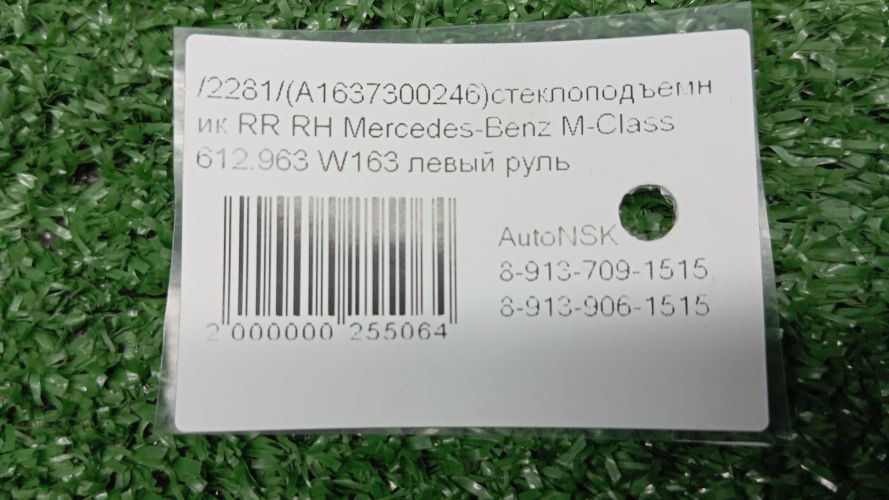 /2281/(A1637300246)стеклоподъемн
ик RR RH Mercedes-Benz M-Class
612.963 W163 левый руль
AutoNSK
8-913-709-1515,
8-913-906-1515
2 000000 255064